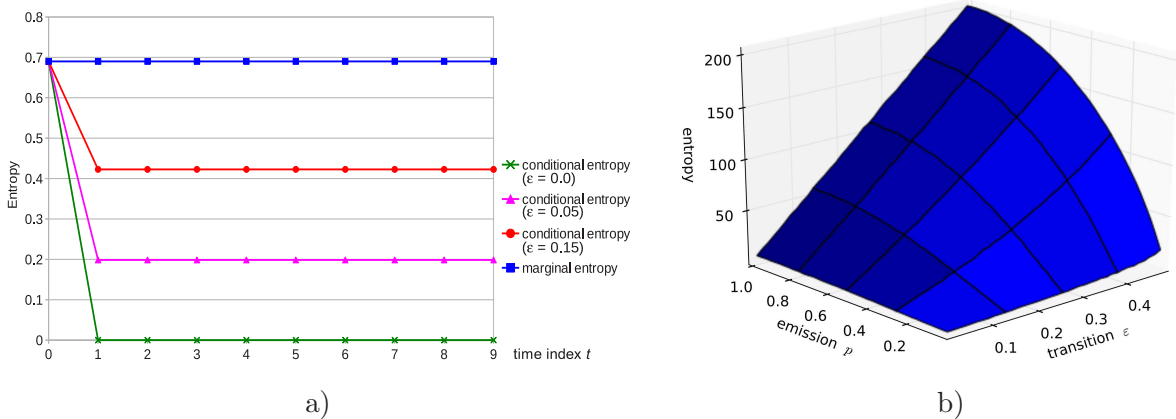 0.8
0.7
0.6
0.5
0.4
0.3
0.2
0.1
0
Entropy
0 1 2 3 4 5 6 7 8 9
time index t
conditional entropy
(ε = 0.0)
conditional entropy
(ε = 0.05)
conditional entropy
(ε = 0.15)
marginal entropy
a)
200
150
100
50
entropy
1.0 0.8 0.6 0.4 0.2
emission p
0.1 0.2 0.3 0.4
transition ε
b)